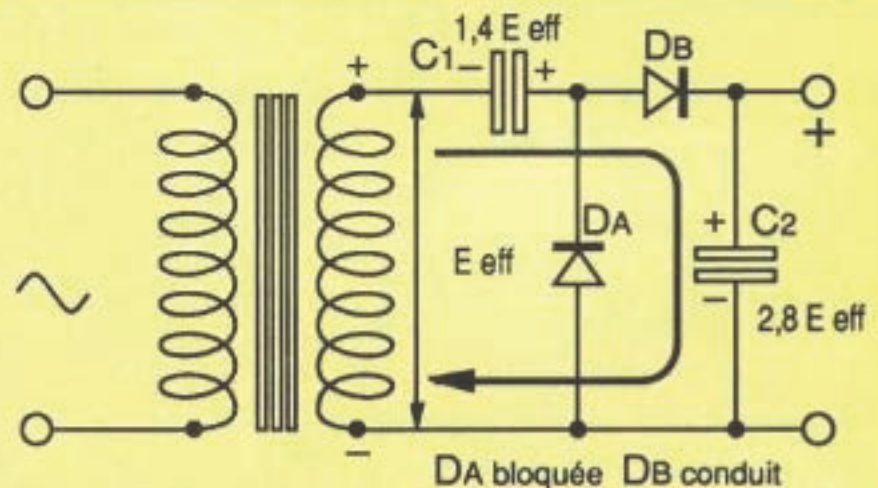 1,4 E eff
C1
DB
DA
E eff
C2
2,8 E eff
DA bloquée DB conduit